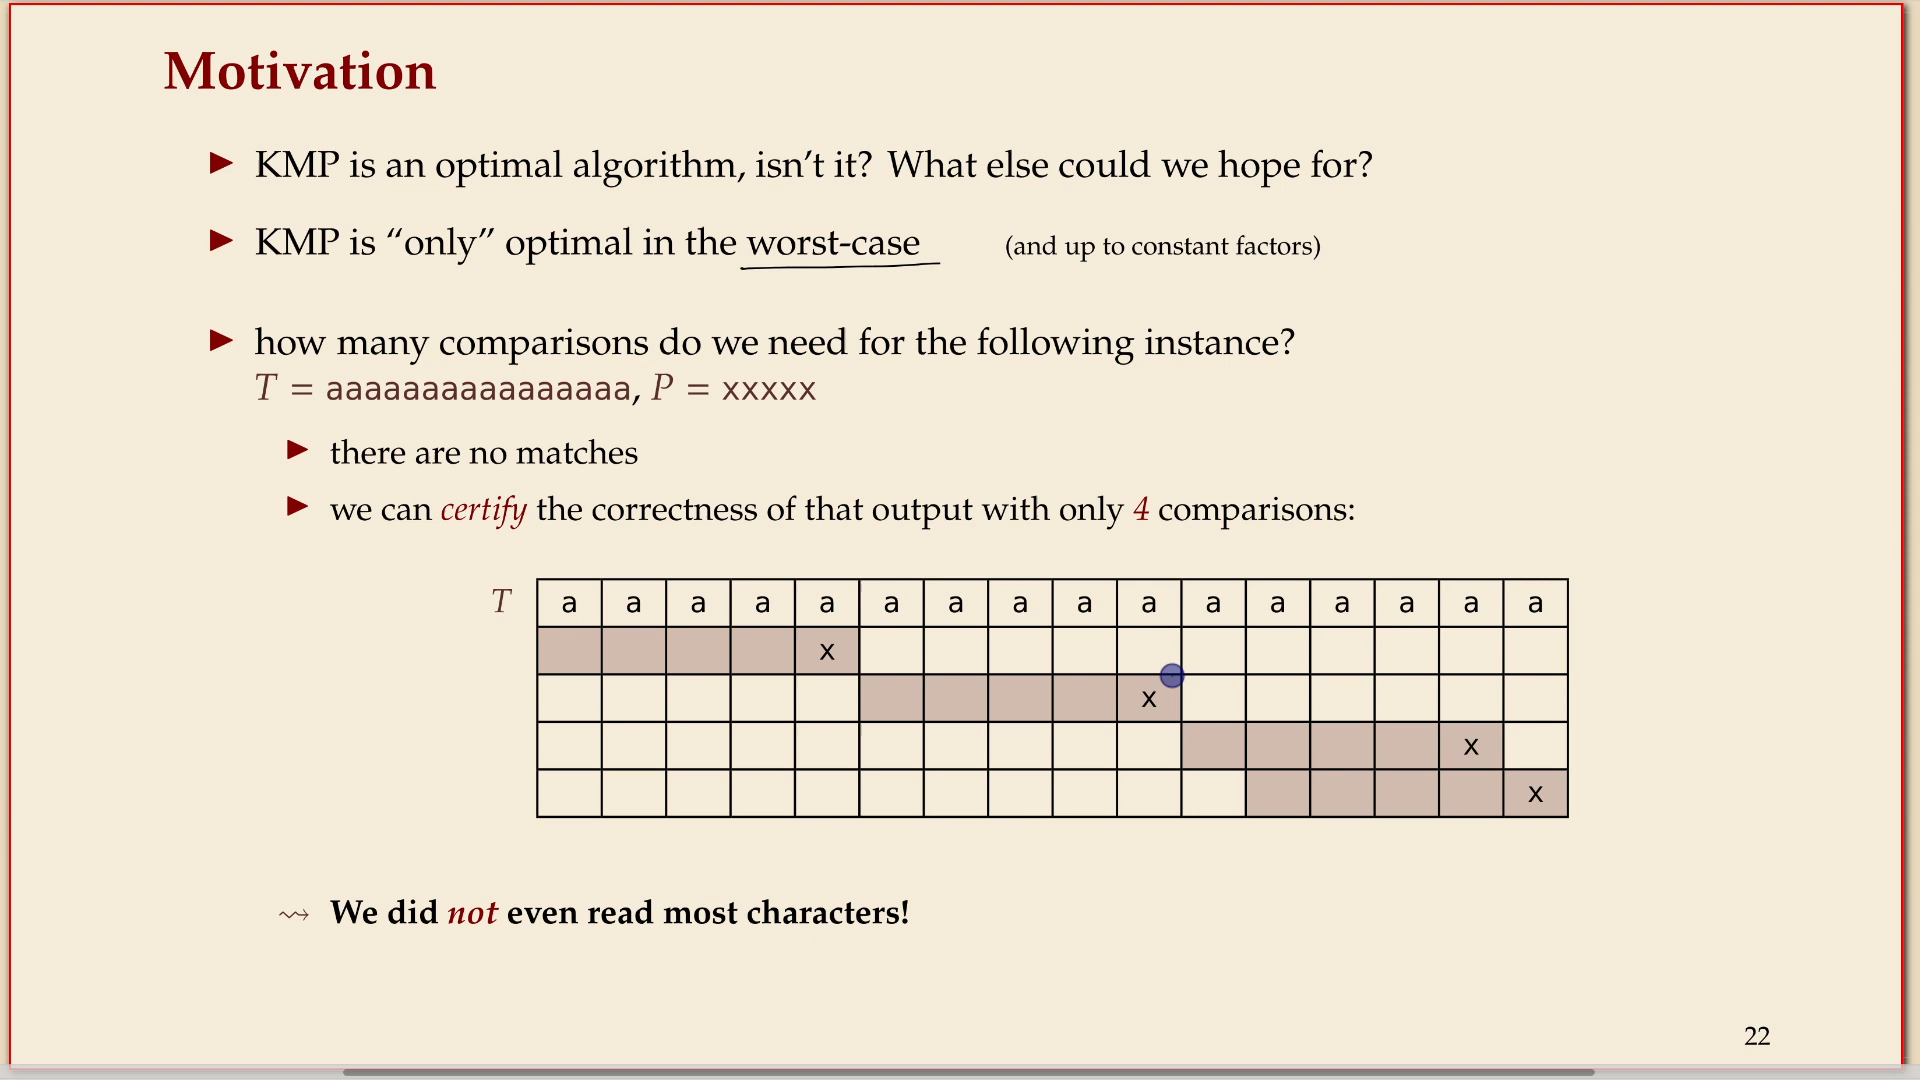 Motivation
▶ KMP is an optimal algorithm, isn’t it? What else could we hope for?
▶ KMP is “only” optimal in the worst-case (and up to constant factors)
▶ how many comparisons do we need for the following instance?
T = aaaaaaaaaaaaaaaa, P = xxxxx
▶ there are no matches
▶ we can certify the correctness of that output with only 4 comparisons:
T a a a a a a a a a a a a a a a a
x
x
x
x
⇝ We did not even read most characters!
22